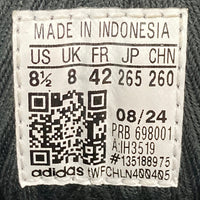 MADE IN INDONESIA
US UK FR JP CHN
8½ 8 42 265 260
08/24
PRB 698001
A:IH3519
#135188975
adidas tWFCHLN400405